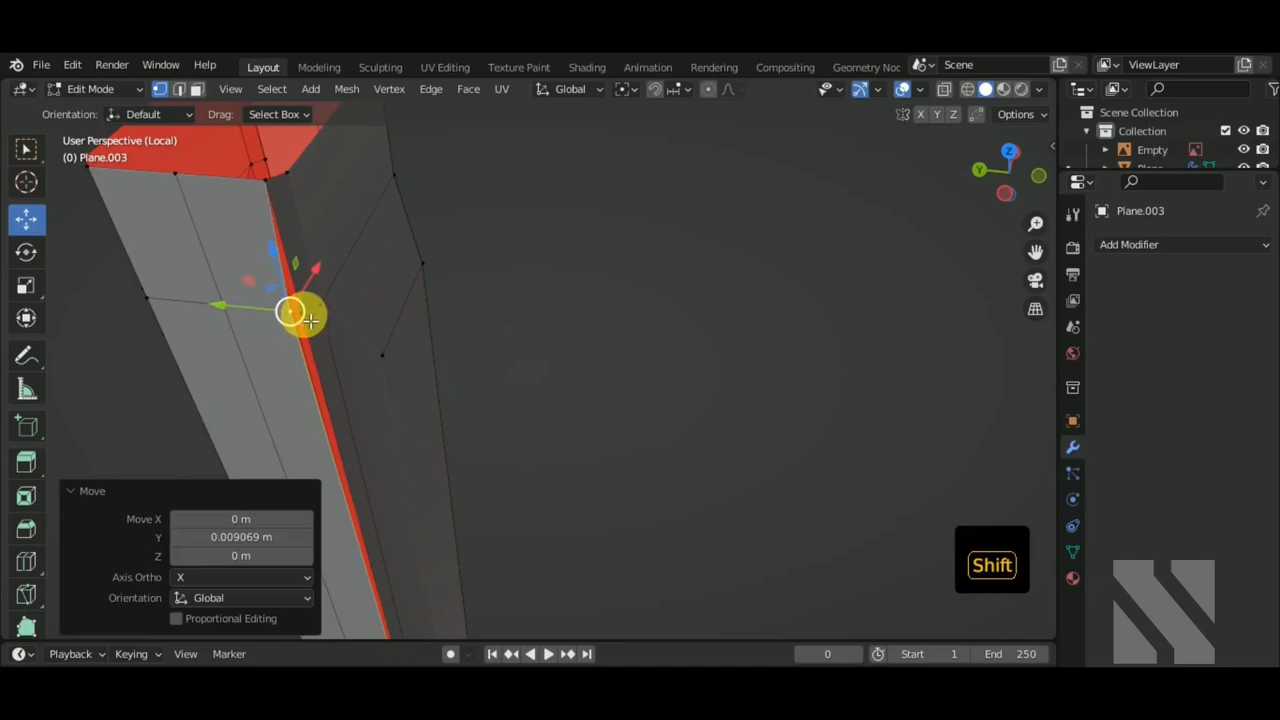 File Edit Render Window Help Layout Modeling Sculpting UV Editing Texture Paint Shading Animation Rendering Compositing Geometry Noc Scene ViewLayer
Edit Mode View Select Add Mesh Vertex Edge Face UV Global
Orientation: Default Drag: Select Box X Y Z Options
Scene Collection
Collection
Empty
User Perspective (Local)
(0) Plane.003
Z
Y
Plane.003
Add Modifier
Move
Move X 0 m
Y 0.009069 m
Z 0 m
Axis Ortho X
Orientation Global
Proportional Editing
Shift
Playback Keying View Marker 0 Start 1 End 250